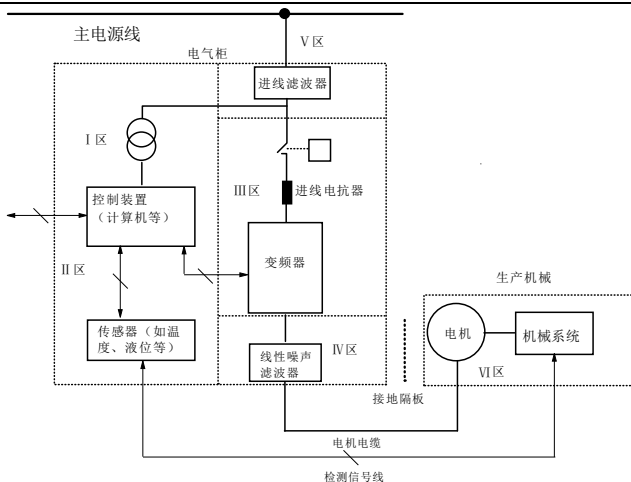 主电源线
V 区
电气柜
进线滤波器
I 区
III区
进线电抗器
控制装置
（计算机等）
变频器
II 区
生产机械
传感器（如温
度、液位等）
线性噪声
滤波器
IV区
电机
机械系统
VI区
接地隔板
电机电缆
检测信号线